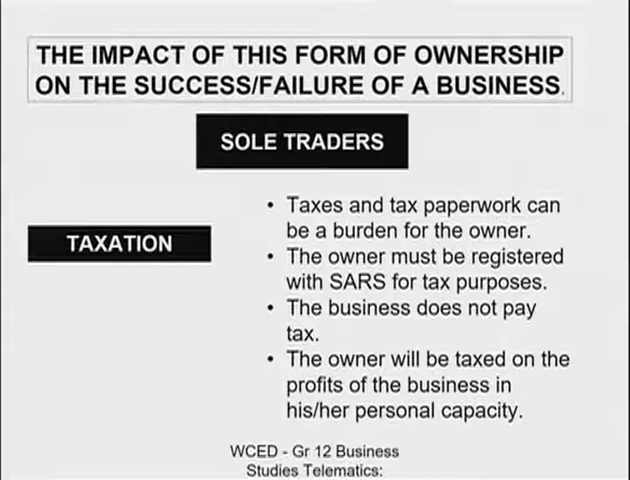 THE IMPACT OF THIS FORM OF OWNERSHIP
ON THE SUCCESS/FAILURE OF A BUSINESS.
SOLE TRADERS
TAXATION
• Taxes and tax paperwork can
be a burden for the owner.
• The owner must be registered
with SARS for tax purposes.
• The business does not pay
tax.
• The owner will be taxed on the
profits of the business in
his/her personal capacity.
WCED - Gr 12 Business
Studies Telematics: